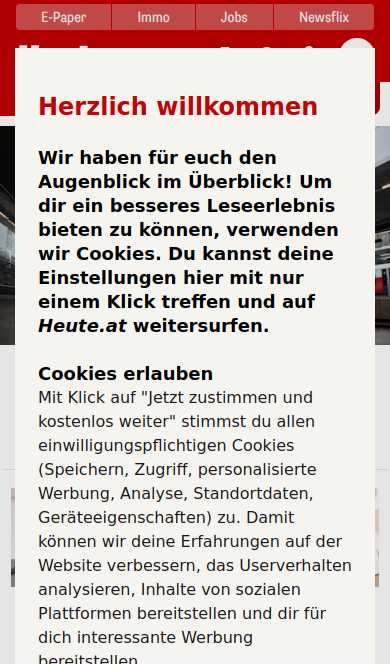 E-Paper Immo Jobs Newsflix
Herzlich willkommen
Wir haben für euch den
Augenblick im Überblick! Um
dir ein besseres Leseerlebnis
bieten zu können, verwenden
wir Cookies. Du kannst deine
Einstellungen hier mit nur
einem Klick treffen und auf
Heute.at weitersurfen.
Cookies erlauben
Mit Klick auf "Jetzt zustimmen und
kostenlos weiter" stimmst du allen
einwilligungspflichtigen Cookies
(Speichern, Zugriff, personalisierte
Werbung, Analyse, Standortdaten,
Geräteeigenschaften) zu. Damit
können wir deine Erfahrungen auf der
Website verbessern, das Userverhalten
analysieren, Inhalte von sozialen
Plattformen bereitstellen und dir für
dich interessante Werbung
bereitstellen